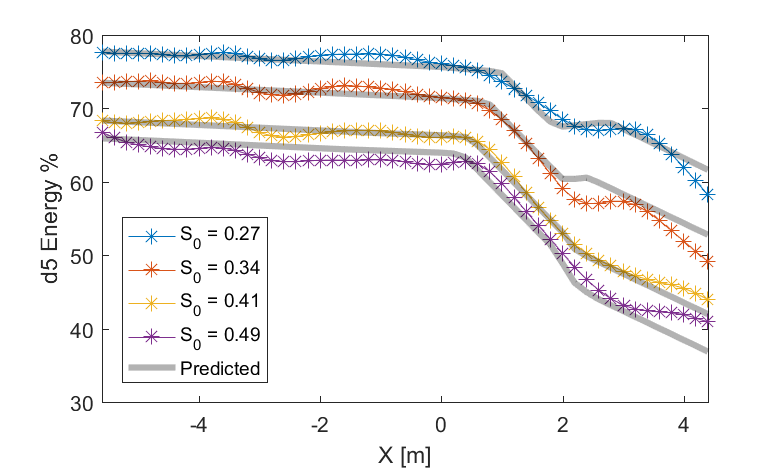 80
70
60
50
40
30
d5 Energy %
S0 = 0.27
S0 = 0.34
S0 = 0.41
S0 = 0.49
Predicted
-4 -2 0 2 4
X [m]